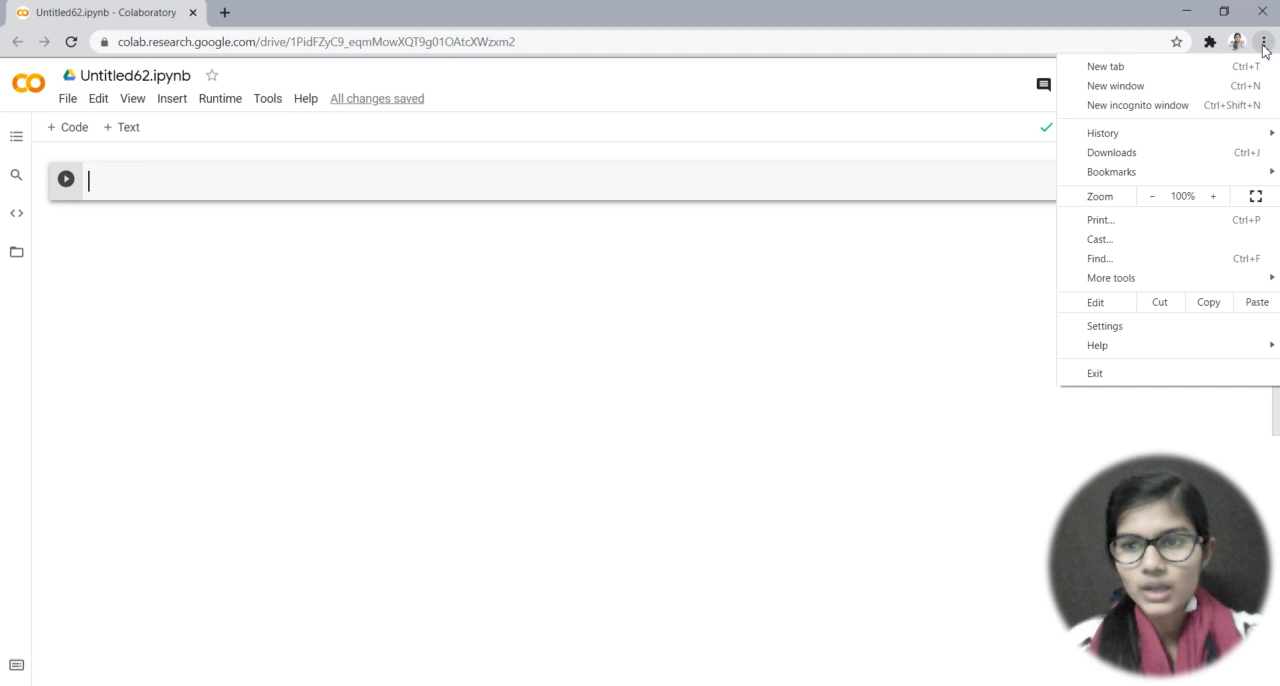 Untitled62.ipynb - Colaboratory
colab.research.google.com/drive/1PidFZyC9_eqmMowXQT9g01OAtcXWzxm2
Untitled62.ipynb
File Edit View Insert Runtime Tools Help All changes saved
+ Code + Text
New tab Ctrl+T
New window Ctrl+N
New incognito window Ctrl+Shift+N
History
Downloads Ctrl+J
Bookmarks
Zoom - 100% +
Print... Ctrl+P
Cast...
Find... Ctrl+F
More tools
Edit Cut Copy Paste
Settings
Help
Exit